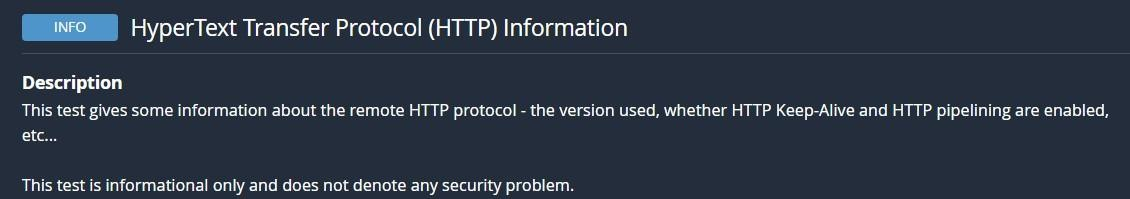 INFO HyperText Transfer Protocol (HTTP) Information
Description
This test gives some information about the remote HTTP protocol - the version used, whether HTTP Keep-Alive and HTTP pipelining are enabled,
etc...
This test is informational only and does not denote any security problem.